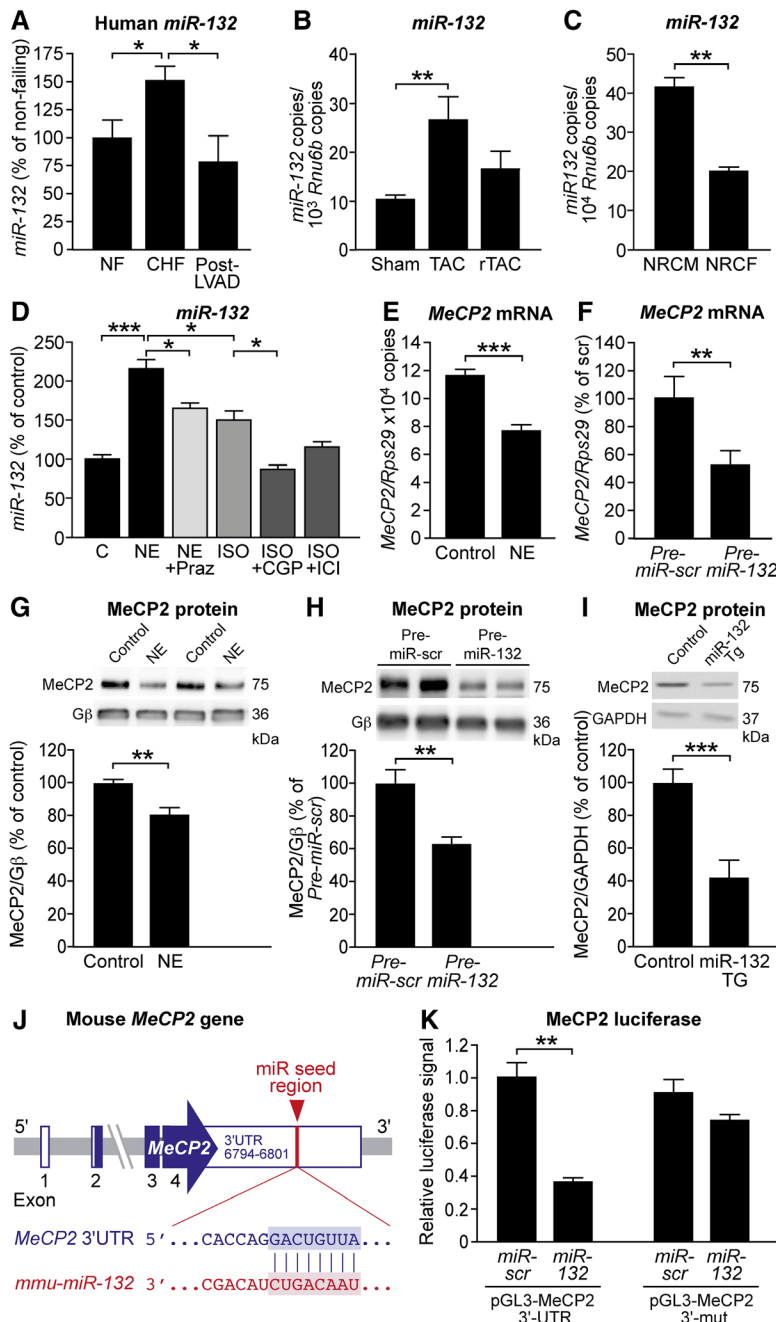 A
Human miR-132
miR-132 (% of non-failing)
175
150
125
100
75
50
25
0
*
*
NF
CHF
Post-
LVAD
B
miR-132
miR-132 copies/
10³ Rnu6b copies
40
30
20
10
0
**
Sham
TAC
rTAC
C
miR-132
miR132 copies/
10⁴ Rnu6b copies
50
40
30
20
10
0
**
NRCM
NRCF
D
miR-132
miR-132 (% of control)
250
200
150
100
50
0
***
*
*
*
C
NE
NE
+Praz
ISO
ISO
+CGP
ISO
+ICI
E
MeCP2 mRNA
MeCP2/Rps29 x10⁴ copies
14
12
10
8
6
4
2
0
***
Control
NE
F
MeCP2 mRNA
MeCP2/Rps29 (% of scr)
140
120
100
80
60
40
20
0
**
Pre-
miR-scr
Pre-
miR-132
G
MeCP2 protein
Control
NE
Control
NE
MeCP2
75
Gβ
36
kDa
MeCP2/Gβ (% of control)
120
100
80
60
40
20
0
**
Control
NE
H
MeCP2 protein
Pre-
miR-scr
Pre-
miR-132
MeCP2
75
Gβ
36
kDa
MeCP2/Gβ (% of
Pre-miR-scr)
120
100
80
60
40
20
0
**
Pre-
miR-scr
Pre-
miR-132
I
MeCP2 protein
Control
miR-132
Tg
MeCP2
75
GAPDH
37
kDa
MeCP2/GAPDH (% of control)
120
100
80
60
40
20
0
***
Control
miR-132
TG
J
Mouse MeCP2 gene
miR seed
region
5'
3'
MeCP2
3'UTR
6794-6801
1
2
3
4
Exon
MeCP2 3'UTR 5'...CACCAGGACUGUUA...
mmu-miR-132 3'...CGACAUCUGACAAU...
K
MeCP2 luciferase
Relative luciferase signal
1.2
1.0
0.8
0.6
0.4
0.2
0
**
miR-
scr
miR-
132
miR-
scr
miR-
132
pGL3-MeCP2
3'-UTR
pGL3-MeCP2
3'-mut